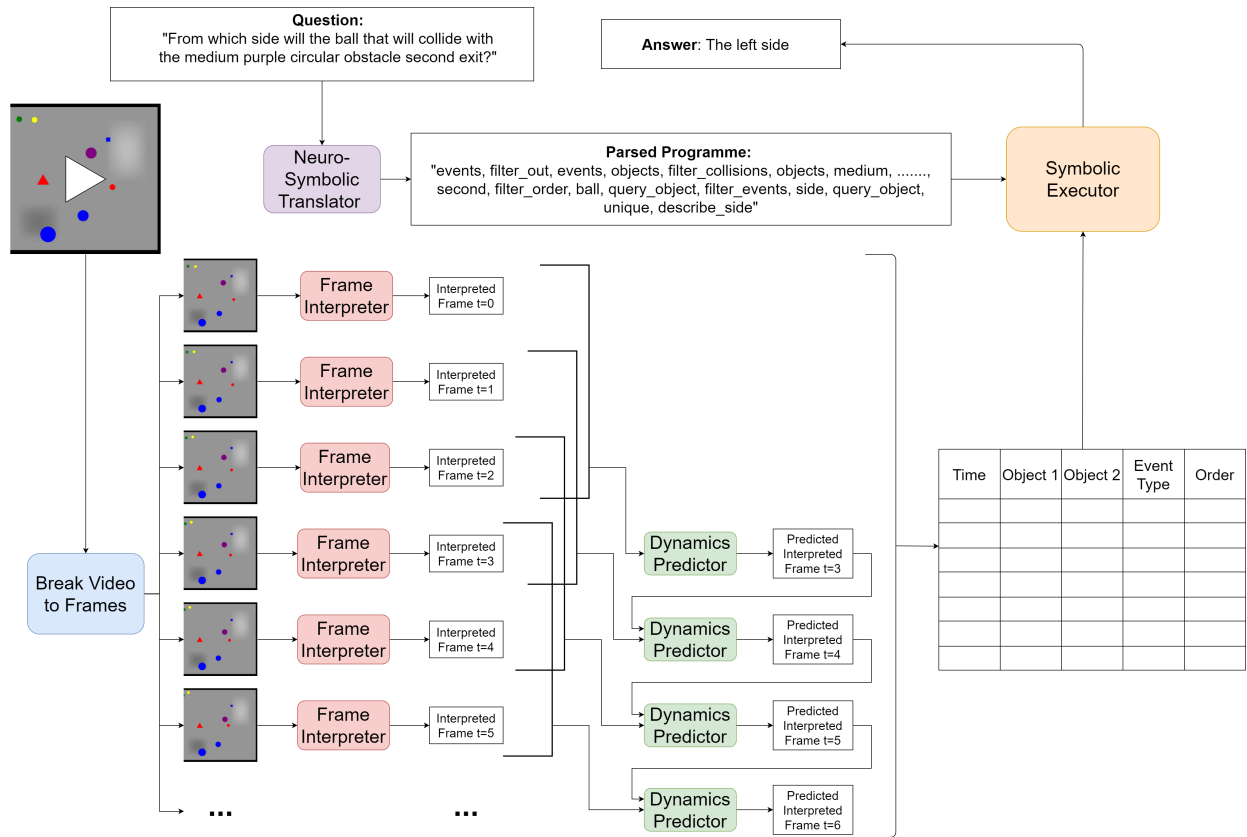 Question:
"From which side will the ball that will collide with
the medium purple circular obstacle second exit?"
Answer: The left side
Neuro-
Symbolic
Translator
Parsed Programme:
"events, filter_out, events, objects, filter_collisions, objects, medium, .......,
second, filter_order, ball, query_object, filter_events, side, query_object,
unique, describe_side"
Symbolic
Executor
Break Video
to Frames
Frame
Interpreter
Interpreted
Frame t=0
Frame
Interpreter
Interpreted
Frame t=1
Frame
Interpreter
Interpreted
Frame t=2
Frame
Interpreter
Interpreted
Frame t=3
Frame
Interpreter
Interpreted
Frame t=4
Frame
Interpreter
Interpreted
Frame t=5
...
...
Dynamics
Predictor
Predicted
Interpreted
Frame t=3
Dynamics
Predictor
Predicted
Interpreted
Frame t=4
Dynamics
Predictor
Predicted
Interpreted
Frame t=5
Dynamics
Predictor
Predicted
Interpreted
Frame t=6
Time
Object 1
Object 2
Event
Type
Order